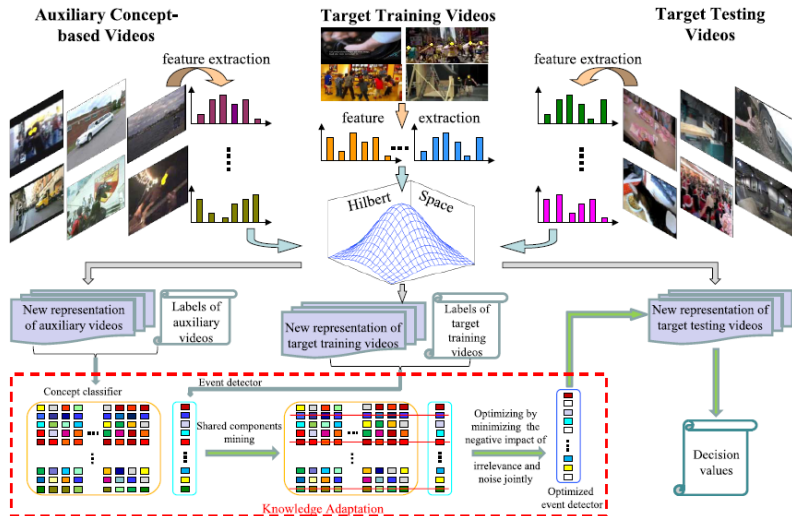 Auxiliary Concept-
based Videos
Target Training Videos
Target Testing
Videos
feature extraction
feature extraction
feature
extraction
Hilbert
Space
New representation
of auxiliary videos
Labels of
auxiliary
videos
New representation of
target training videos
Labels of
target
training
videos
New representation of
target testing videos
Concept classifier
Event detector
Shared components
mining
Optimizing by
minimizing the
negative impact of
irrelevance and
noise jointly
Optimized
event detector
Decision
values
Knowledge Adaptation